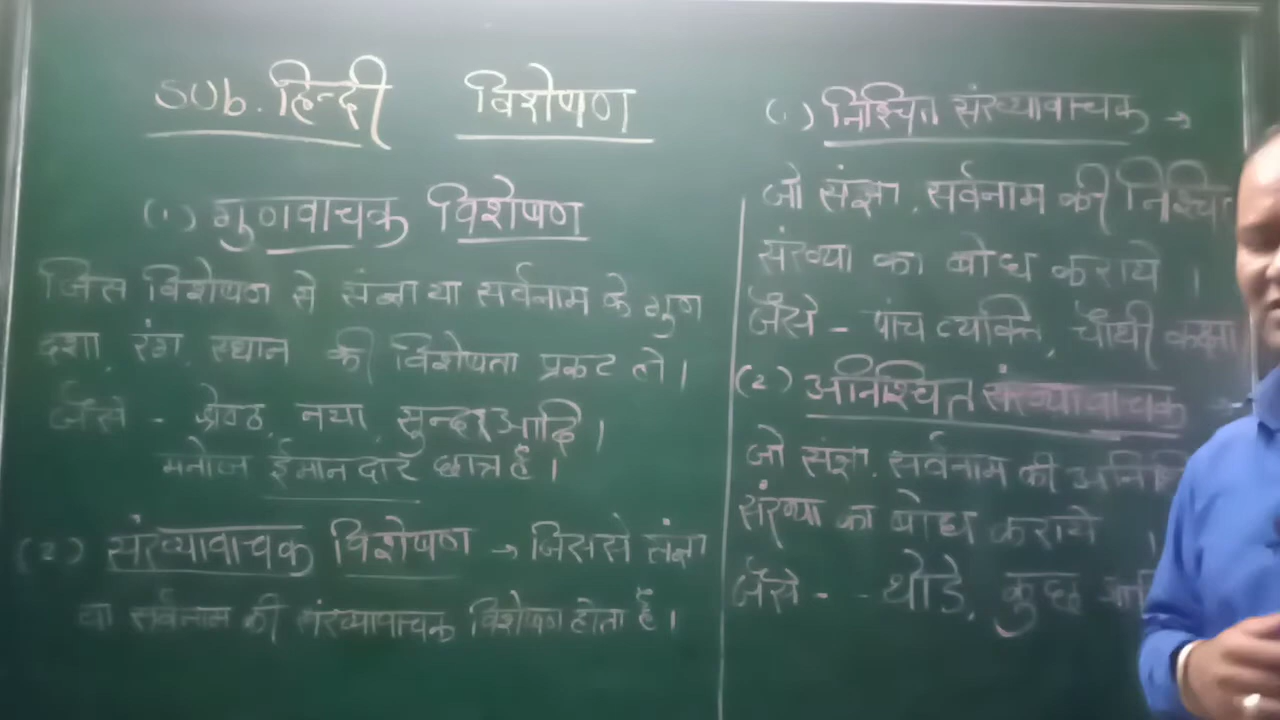 Sub. हिन्दी विशेषण
(1) गुणवाचक विशेषण
जिस विशेषण से संज्ञा या सर्वनाम के गुण
दशा, रंग, स्थान की विशेषता प्रकट हो।
जैसे - श्रेष्ठ, नया, सुन्दर आदि।
मनोज ईमानदार छात्र है।
(2) संख्यावाचक विशेषण → जिससे संज्ञा
या सर्वनाम की संख्यावाचक विशेषण होता है।
(1) निश्चित संख्यावाचक →
जो संज्ञा, सर्वनाम की
संख्या का बोध कराये ।
जैसे - पांच व्यक्ति, चौथी कक्षा
(2) अनिश्चित संख्यावाचक
जो संज्ञा, सर्वनाम की
संख्या का बोध कराये ।
जैसे - - थोडे, कुछ